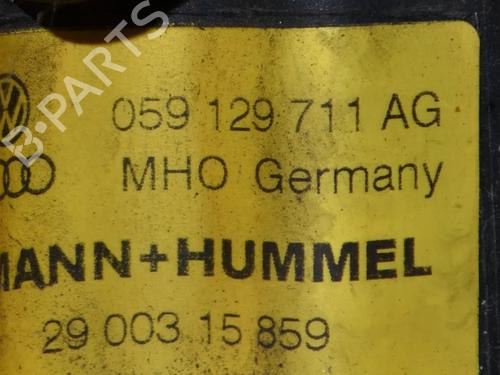 059 129 711 AG
MHO Germany
MANN+HUMMEL
29 003 15 859
B-PARTS